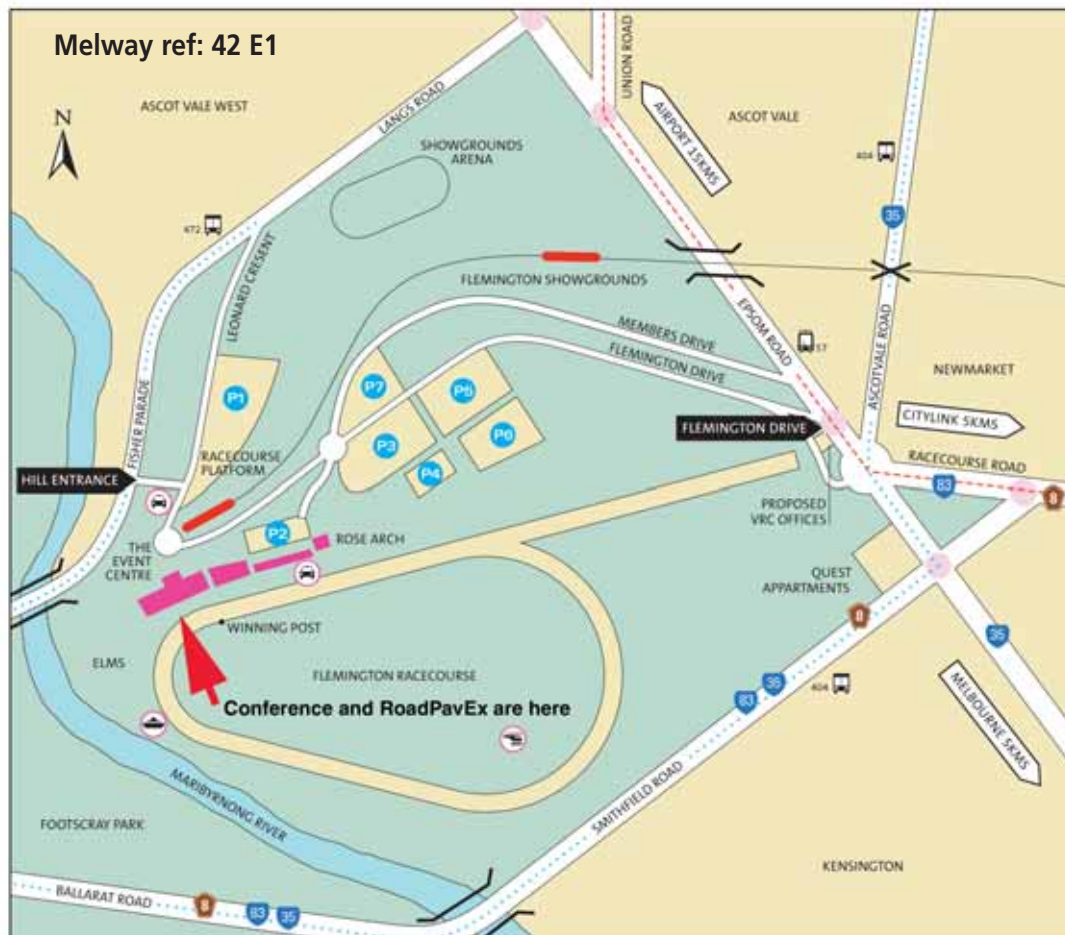 Melway ref: 42 E1
N
ASCOT VALE WEST
LANGS ROAD
UNION ROAD
AIRPORT 15KMS
ASCOT VALE
404
35
SHOWGROUNDS
ARENA
472
LEONARD CRESENT
FLEMINGTON SHOWGROUNDS
EPSOM ROAD
MEMBERS DRIVE
FLEMINGTON DRIVE
57
ASCOTVALE ROAD
NEWMARKET
CITYLINK 5KMS
FISHER PARADE
P1
P7
P5
P3
P6
P4
FLEMINGTON DRIVE
RACECOURSE ROAD
83
8
RACECOURSE
PLATFORM
HILL ENTRANCE
P2
PROPOSED
VRC OFFICES
THE
EVENT
CENTRE
ROSE ARCH
QUEST
APPARTMENTS
8
WINNING POST
35
ELMS
FLEMINGTON RACECOURSE
404
83
35
MELBOURNE 5KMS
Conference and RoadPavEx are here
MARIBYRNONG RIVER
SMITHFIELD ROAD
FOOTSCRAY PARK
KENSINGTON
BALLARAT ROAD
8
83
35